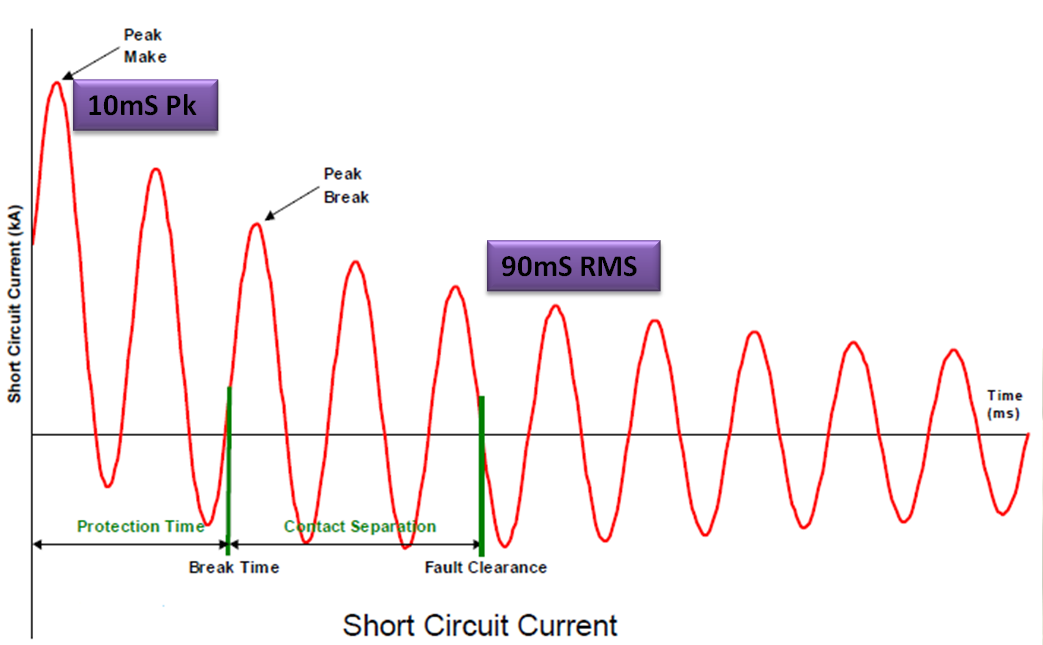 Peak
Make
10mS Pk
Peak
Break
90mS RMS
Short Circuit Current (kA)
Time
(ms)
Protection Time
Contact Separation
Break Time
Fault Clearance
Short Circuit Current